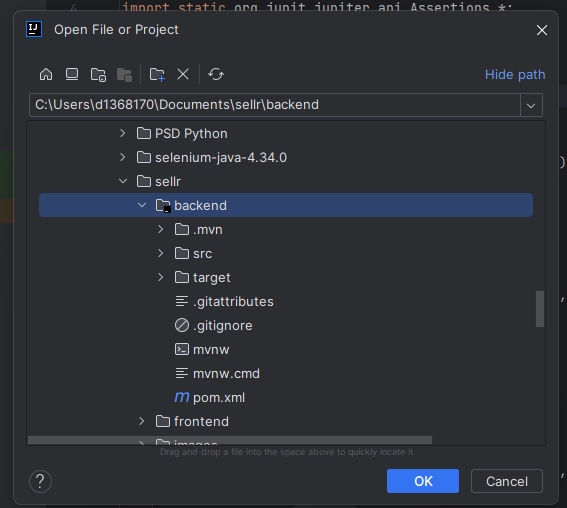 4 import static org.junit.jupiter.api.Assertions.*;
IJ Open File or Project
Hide path
C:\Users\d1368170\Documents\sellr\backend
PSD Python
selenium-java-4.34.0
sellr
backend
.mvn
src
target
.gitattributes
.gitignore
mvnw
mvnw.cmd
m pom.xml
frontend
images
Drag and drop a file into the space above to quickly locate it
? OK Cancel